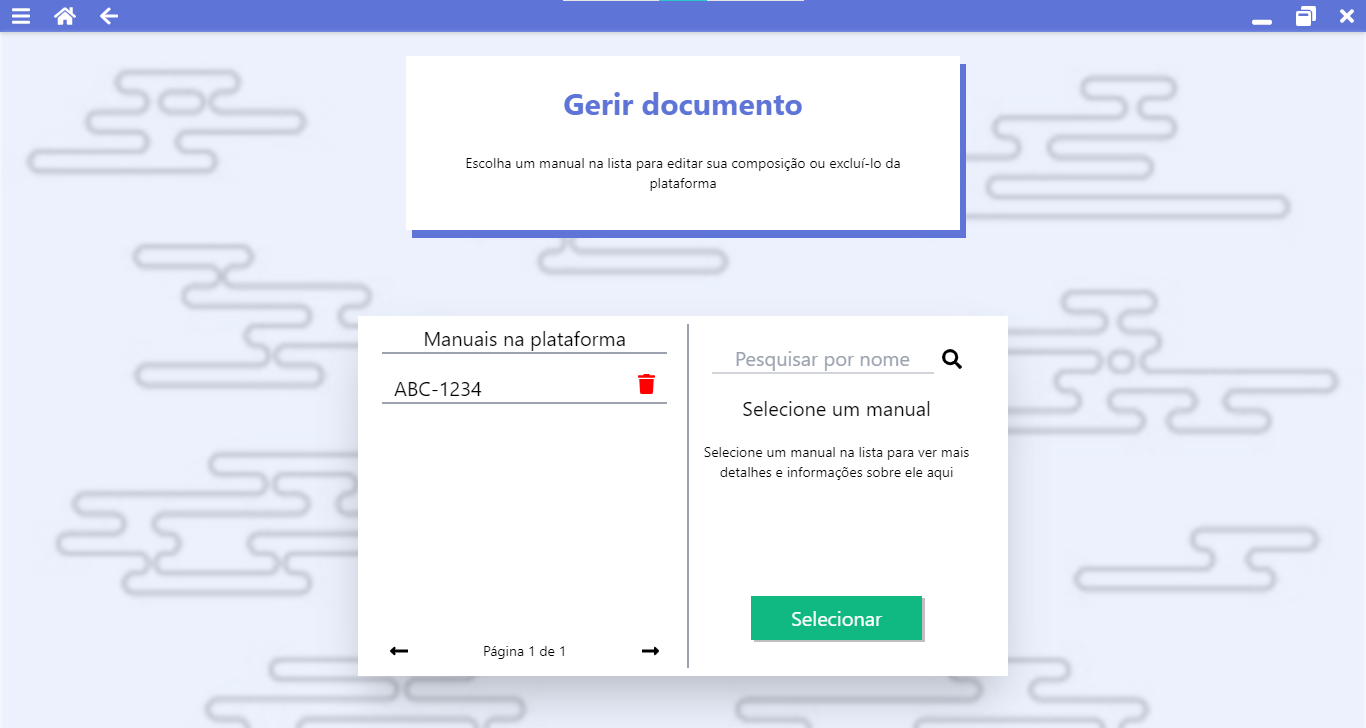 Gerir documento
Escolha um manual na lista para editar sua composição ou excluí-lo da
plataforma
Manuais na plataforma
ABC-1234
Página 1 de 1
Pesquisar por nome
Selecione um manual
Selecione um manual na lista para ver mais
detalhes e informações sobre ele aqui
Selecionar